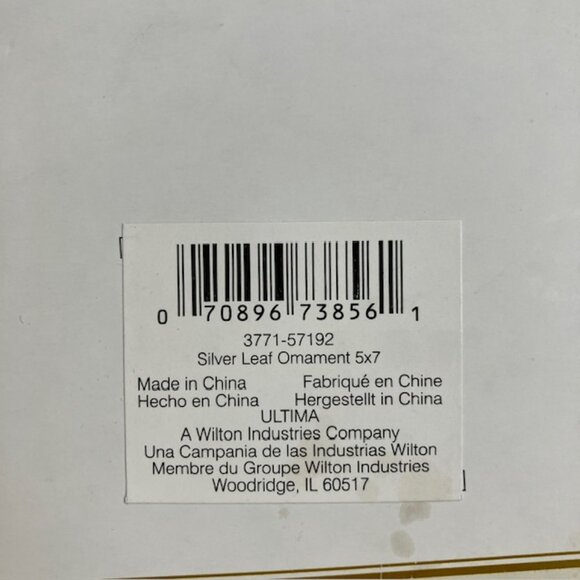 0 70896 73856 1
3771-57192
Silver Leaf Omament 5x7
Made in China Fabriqué en Chine
Hecho en China Hergestellt in China
ULTIMA
A Wilton Industries Company
Una Campania de las Industrias Wilton
Membre du Groupe Wilton Industries
Woodridge, IL 60517